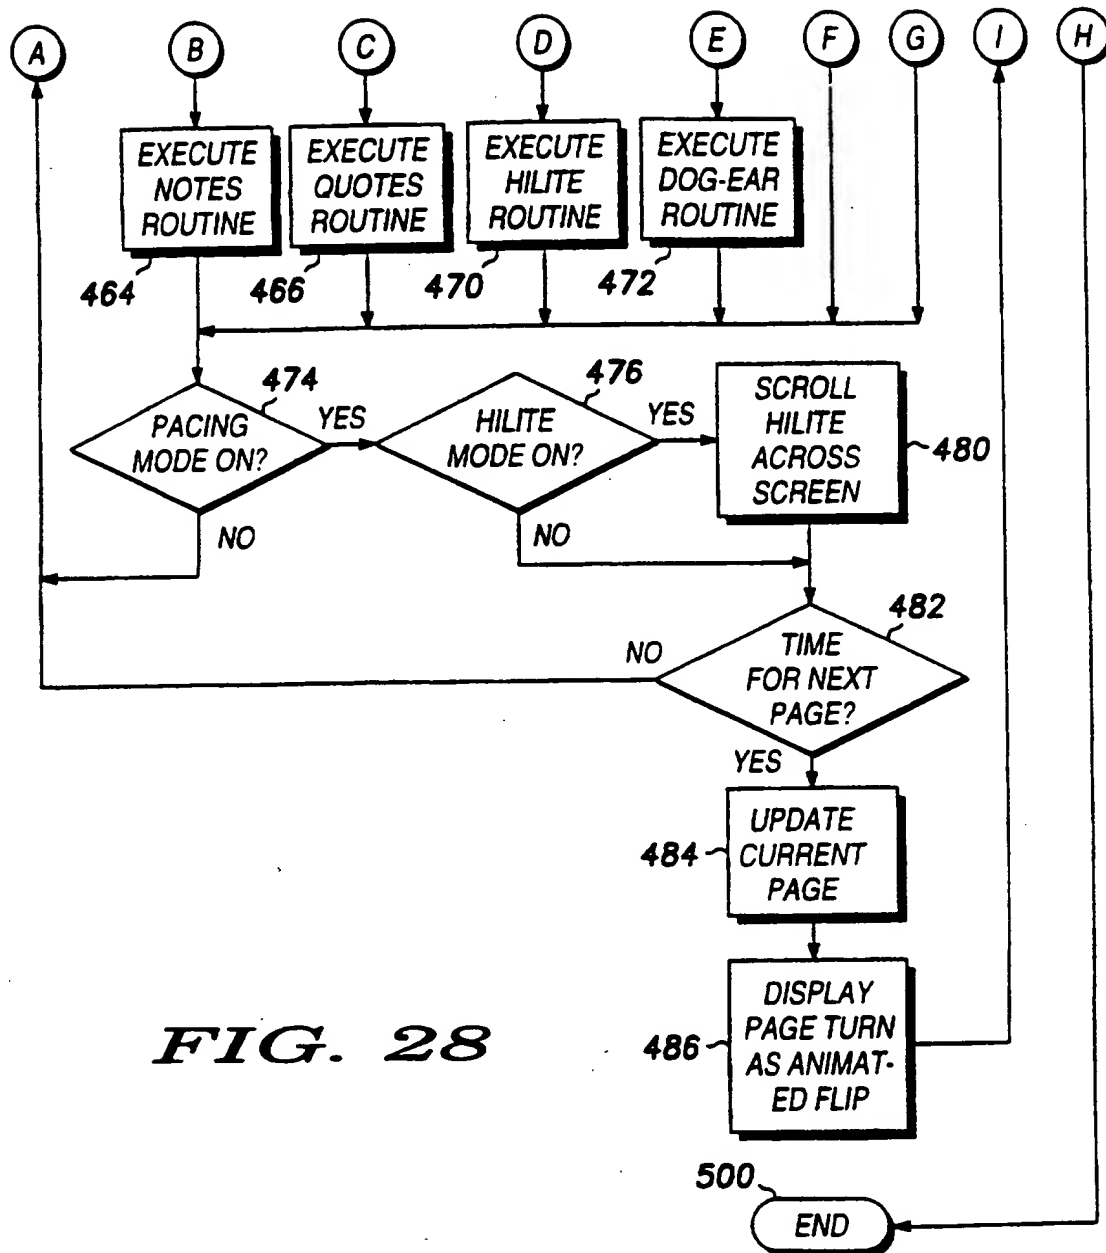 A B C D E F G I H
EXECUTE
NOTES
ROUTINE
464
EXECUTE
QUOTES
ROUTINE
466
EXECUTE
HILITE
ROUTINE
470
EXECUTE
DOG-EAR
ROUTINE
472
PACING
MODE ON?
474
YES
NO
HILITE
MODE ON?
476
YES
NO
SCROLL
HILITE
ACROSS
SCREEN
480
TIME
FOR NEXT
PAGE?
482
NO
YES
UPDATE
CURRENT
PAGE
484
DISPLAY
PAGE TURN
AS ANIMAT-
ED FLIP
486
FIG. 28
500
END